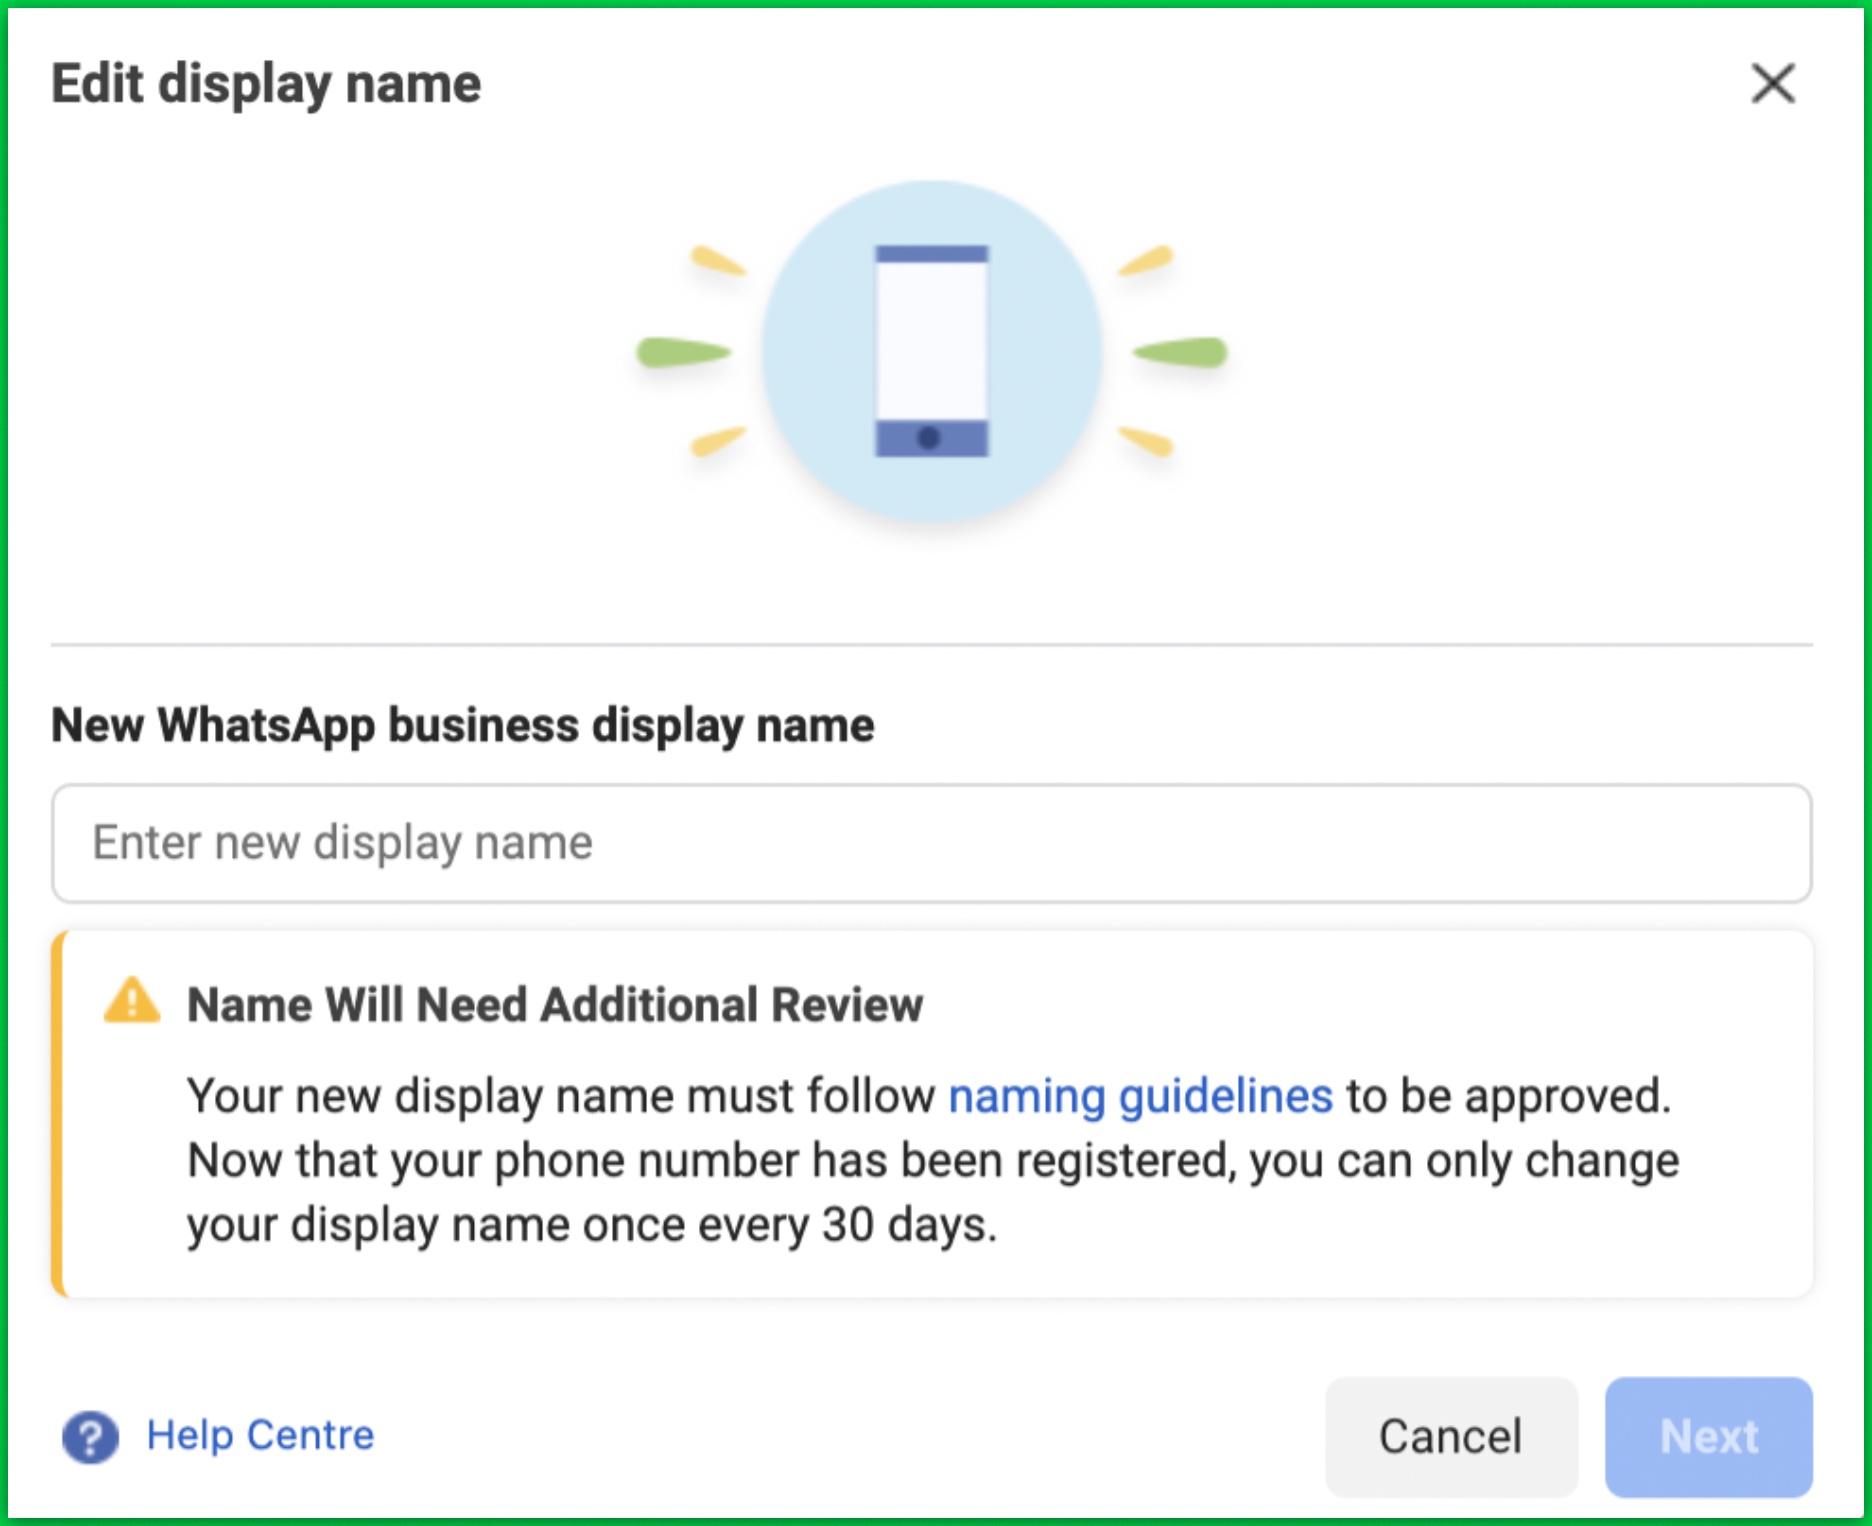 Edit display name
New WhatsApp business display name
Enter new display name
Name Will Need Additional Review
Your new display name must follow naming guidelines to be approved.
Now that your phone number has been registered, you can only change
your display name once every 30 days.
Help Centre
Cancel
Next